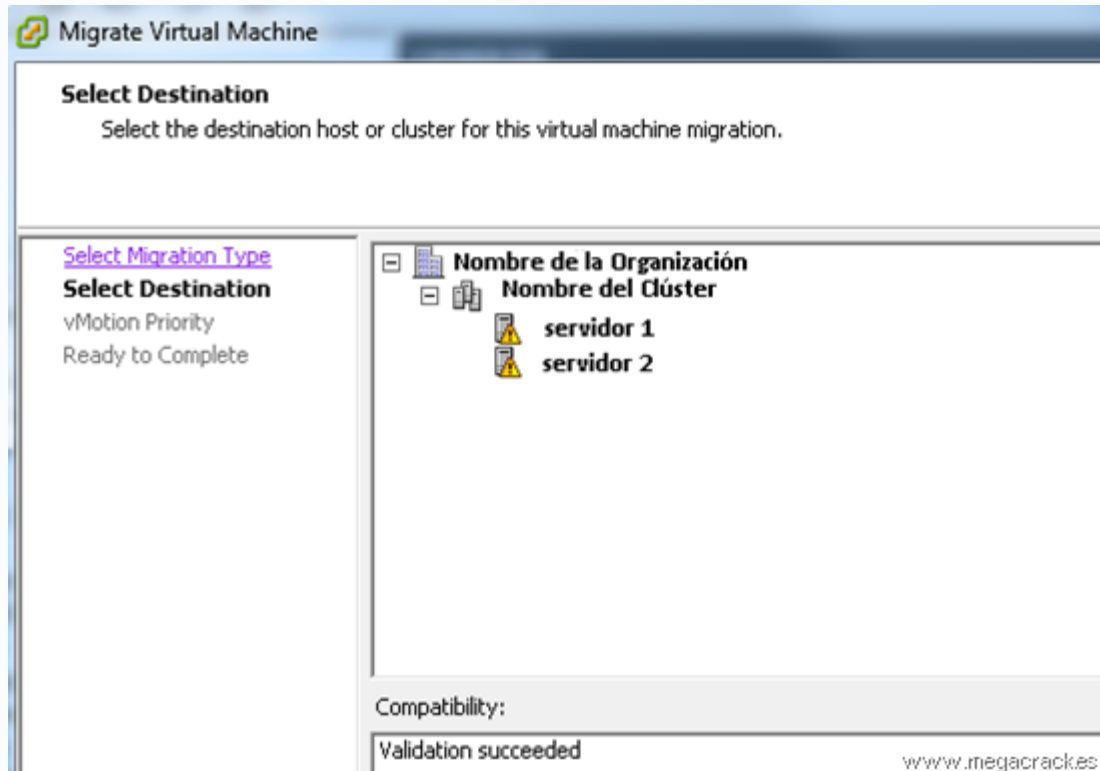 Migrate Virtual Machine
Select Destination
Select the destination host or cluster for this virtual machine migration.
Select Migration Type
Select Destination
vMotion Priority
Ready to Complete
Nombre de la Organización
Nombre del Clúster
servidor 1
servidor 2
Compatibility:
Validation succeeded
www.megacrack.es